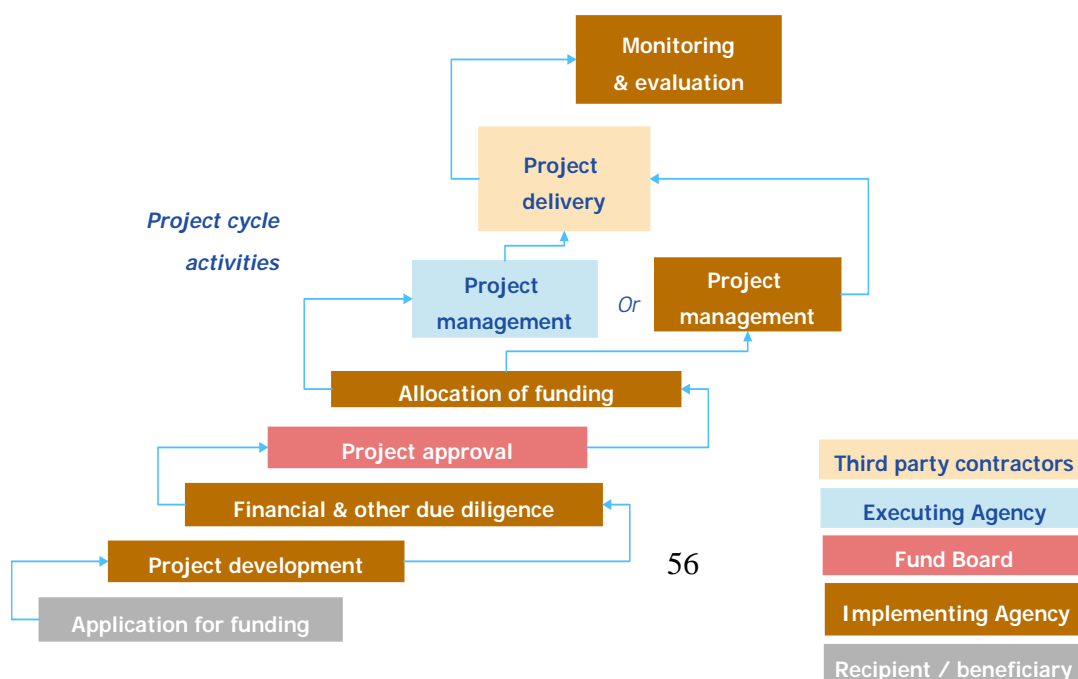 Monitoring
& evaluation
Project
delivery
Project cycle
activities
Project
management
Or
Project
management
Allocation of funding
Project approval
Third party contractors
Financial & other due diligence
Executing Agency
Project development
56
Fund Board
Application for funding
Implementing Agency
Recipient / beneficiary